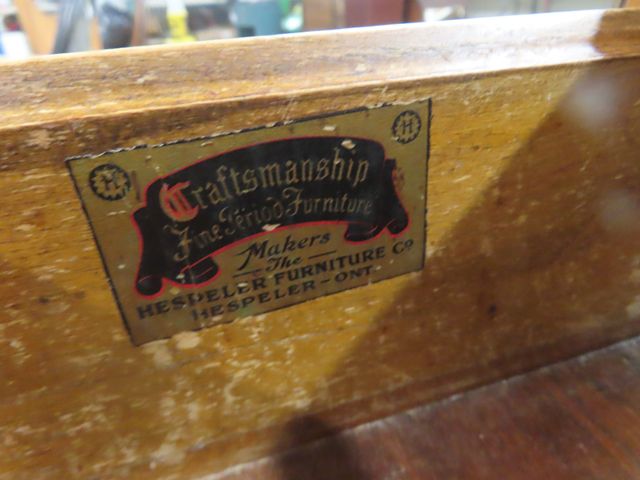 H H
Craftsmanship
Fine Period Furniture
Makers
The
HESPELER FURNITURE Co
HESPELER-ONT